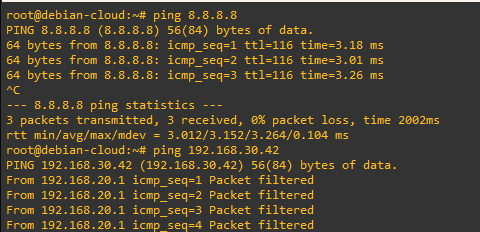 root@debian-cloud:~# ping 8.8.8.8
PING 8.8.8.8 (8.8.8.8) 56(84) bytes of data.
64 bytes from 8.8.8.8: icmp_seq=1 ttl=116 time=3.18 ms
64 bytes from 8.8.8.8: icmp_seq=2 ttl=116 time=3.01 ms
64 bytes from 8.8.8.8: icmp_seq=3 ttl=116 time=3.26 ms
^C
--- 8.8.8.8 ping statistics ---
3 packets transmitted, 3 received, 0% packet loss, time 2002ms
rtt min/avg/max/mdev = 3.012/3.152/3.264/0.104 ms
root@debian-cloud:~# ping 192.168.30.42
PING 192.168.30.42 (192.168.30.42) 56(84) bytes of data.
From 192.168.20.1 icmp_seq=1 Packet filtered
From 192.168.20.1 icmp_seq=2 Packet filtered
From 192.168.20.1 icmp_seq=3 Packet filtered
From 192.168.20.1 icmp_seq=4 Packet filtered